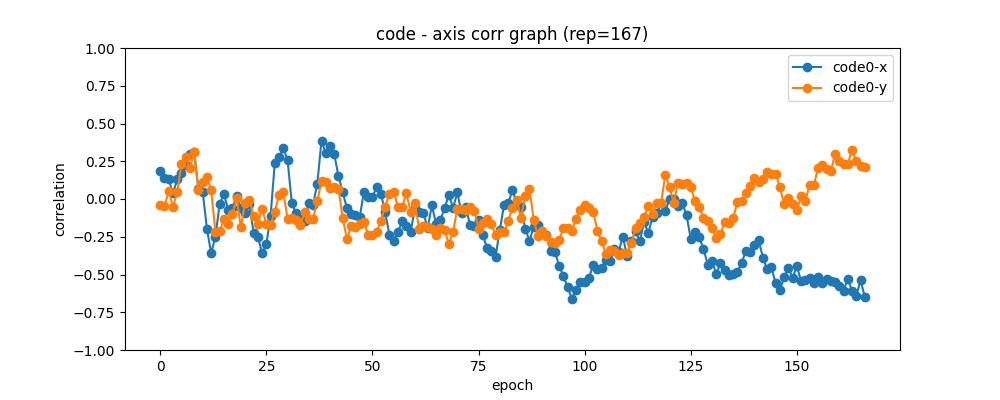 code - axis corr graph (rep=167)
code0-x
code0-y
correlation
1.00
0.75
0.50
0.25
0.00
−0.25
−0.50
−0.75
−1.00
0 25 50 75 100 125 150
epoch